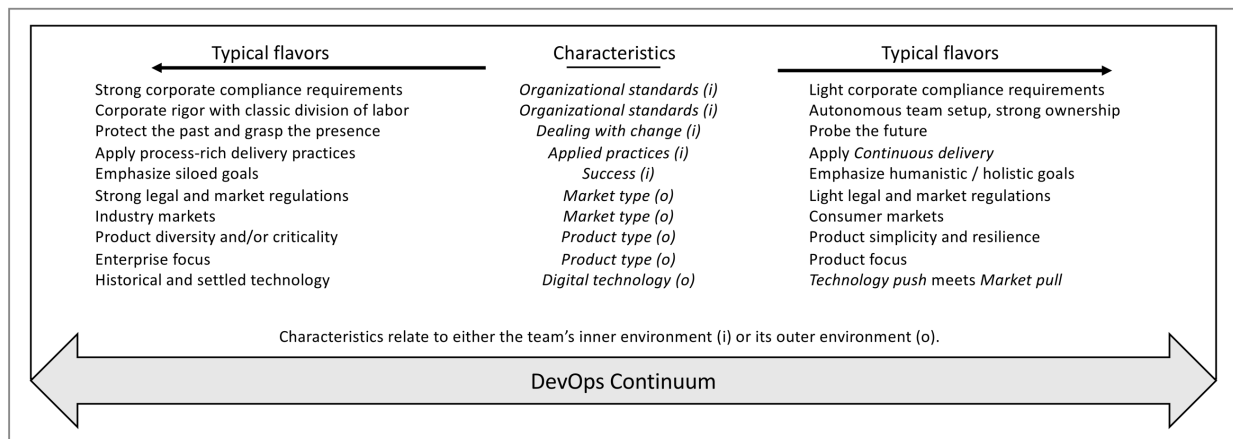 Typical flavors Characteristics Typical flavors
Strong corporate compliance requirements Organizational standards (i) Light corporate compliance requirements
Corporate rigor with classic division of labor Organizational standards (i) Autonomous team setup, strong ownership
Protect the past and grasp the presence Dealing with change (i) Probe the future
Apply process-rich delivery practices Applied practices (i) Apply Continuous delivery
Emphasize siloed goals Success (i) Emphasize humanistic / holistic goals
Strong legal and market regulations Market type (o) Light legal and market regulations
Industry markets Market type (o) Consumer markets
Product diversity and/or criticality Product type (o) Product simplicity and resilience
Enterprise focus Product type (o) Product focus
Historical and settled technology Digital technology (o) Technology push meets Market pull
Characteristics relate to either the team’s inner environment (i) or its outer environment (o).
DevOps Continuum